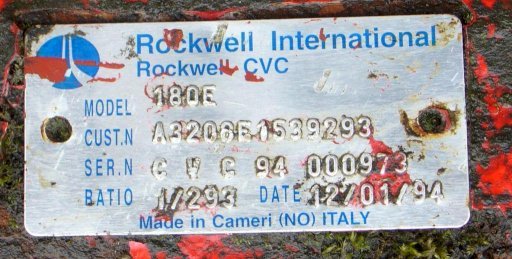 Rockwell International
Rockwell CVC
MODEL 180E
CUST.N A3206E1539293
SER.N C V C 94 000973
RATIO 1/293 DATE 12/01/94
Made in Cameri (NO) ITALY